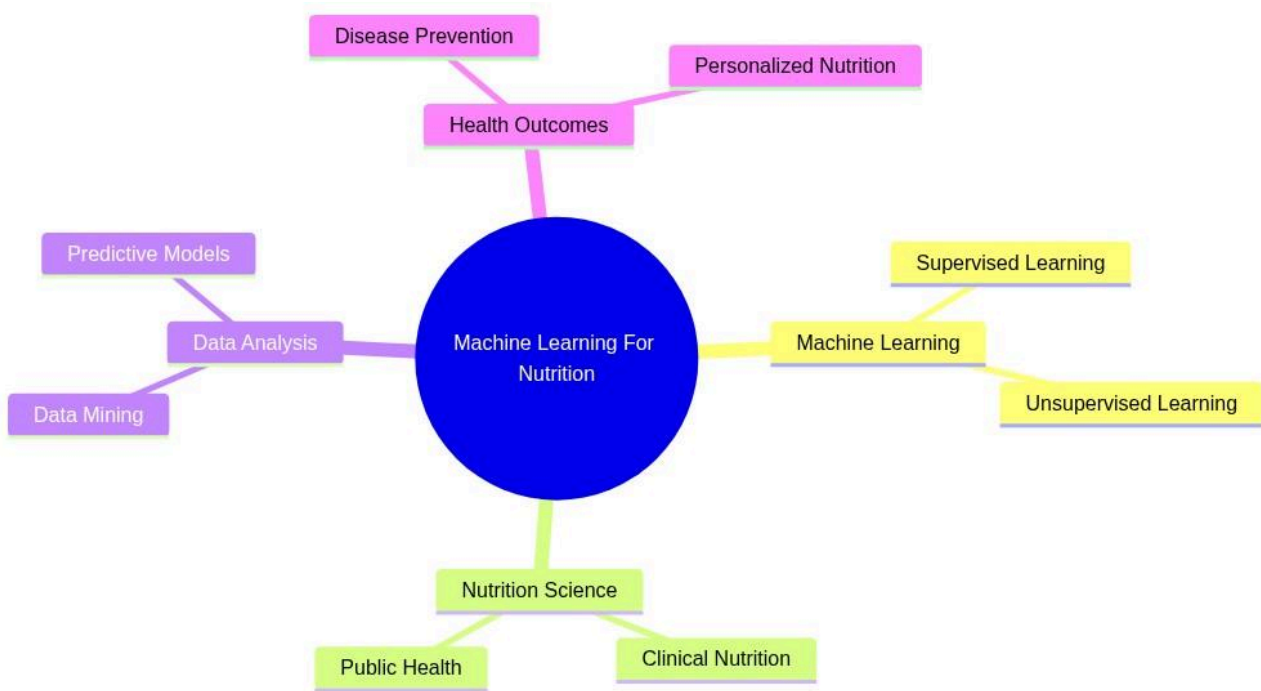 Disease Prevention
Personalized Nutrition
Health Outcomes
Predictive Models
Supervised Learning
Data Analysis
Machine Learning For
Nutrition
Machine Learning
Data Mining
Unsupervised Learning
Nutrition Science
Public Health
Clinical Nutrition